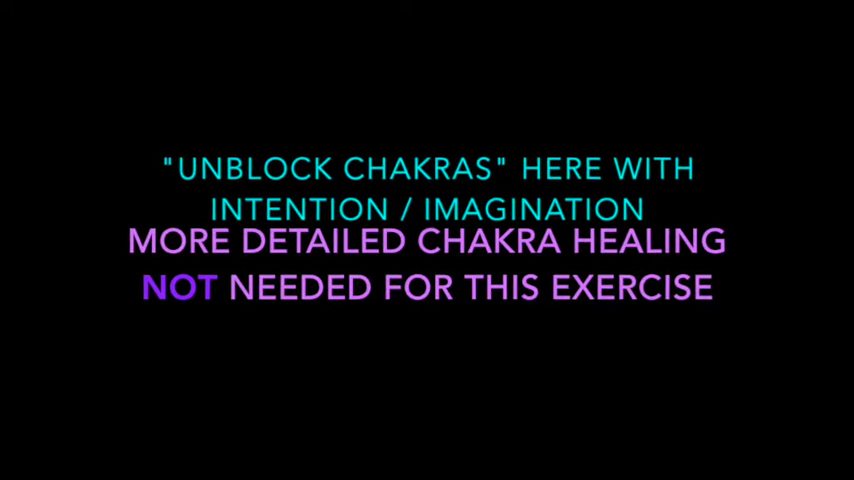 "UNBLOCK CHAKRAS" HERE WITH
INTENTION / IMAGINATION
MORE DETAILED CHAKRA HEALING
NOT NEEDED FOR THIS EXERCISE